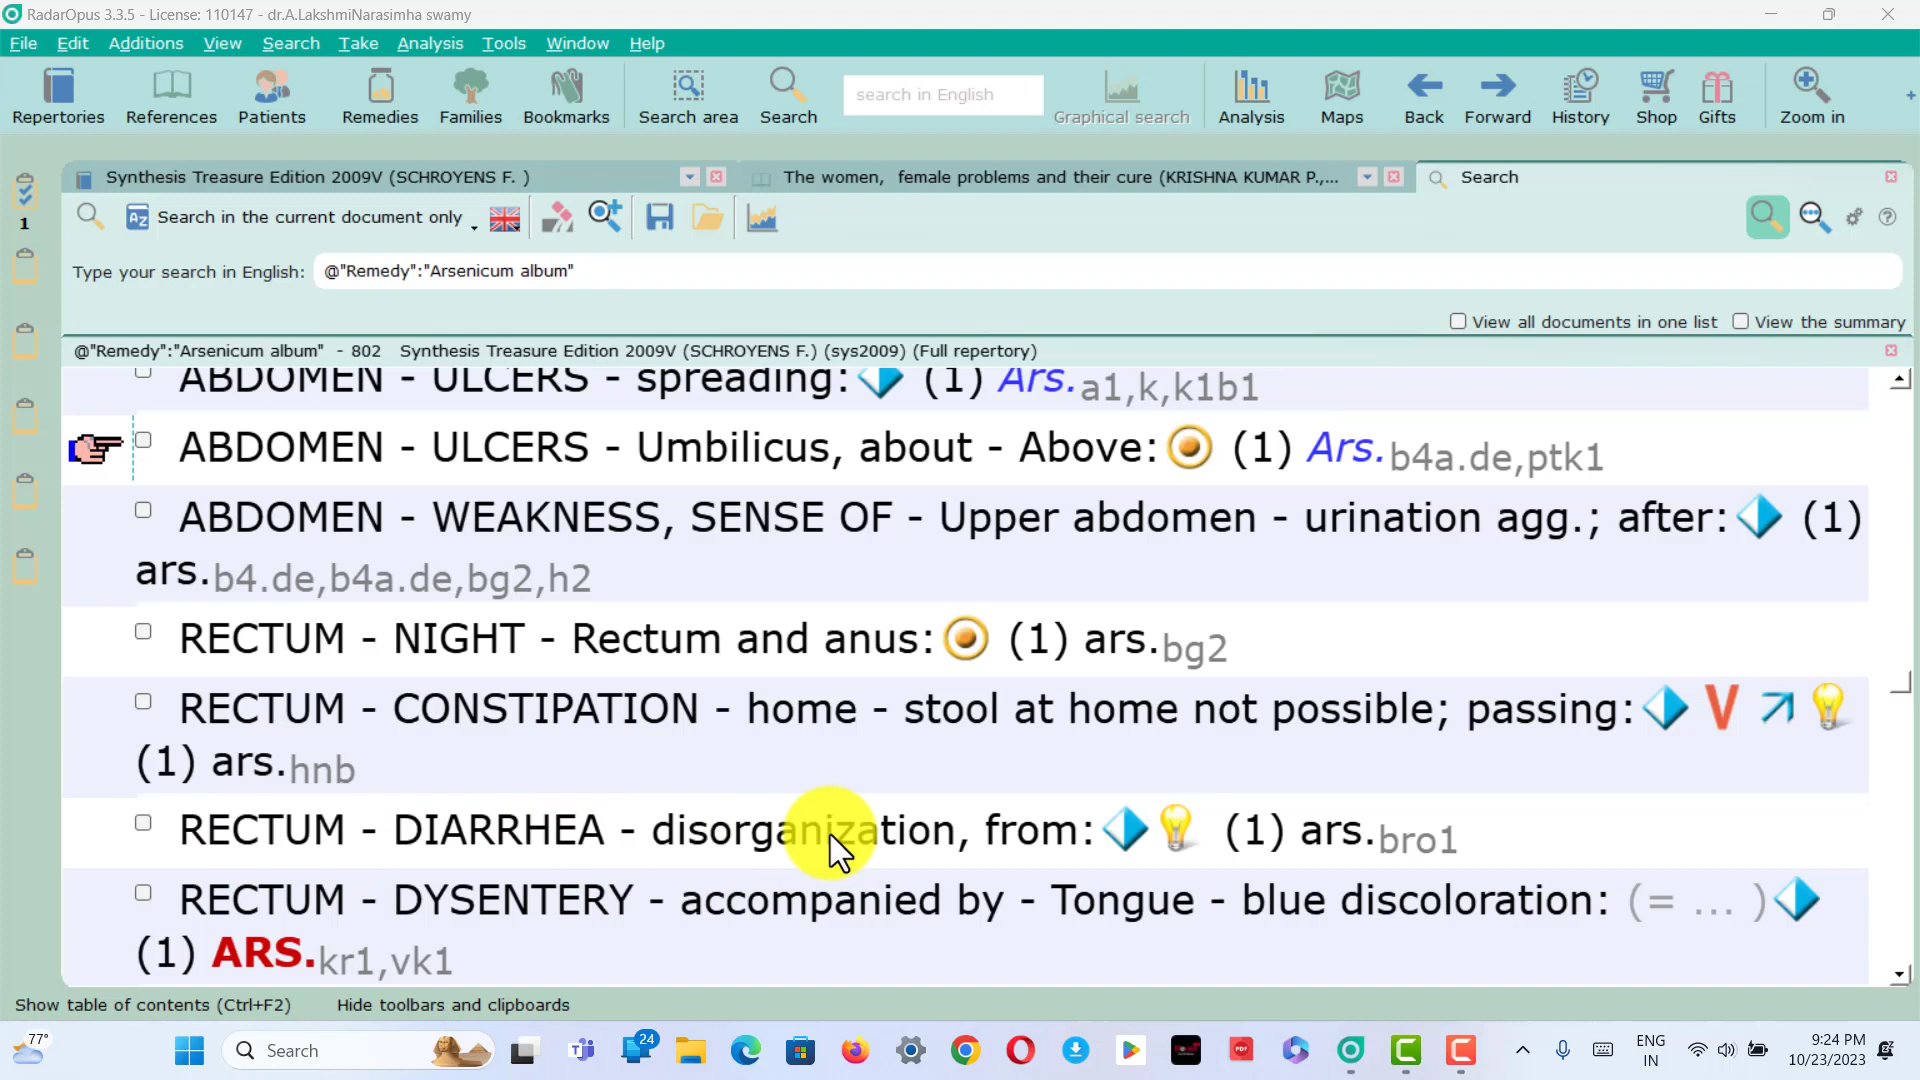 RadarOpus 3.3.5 - License: 110147 - dr.A.LakshmiNarasimha swamy
File Edit Additions View Search Take Analysis Tools Window Help
Repertories References Patients Remedies Families Bookmarks Search area Search search in English Graphical search Analysis Maps Back Forward History Shop Gifts Zoom in
Synthesis Treasure Edition 2009V (SCHROYENS F. ) The women, female problems and their cure (KRISHNA KUMAR P.,... Search
1
Search in the current document only
Type your search in English: @"Remedy":"Arsenicum album"
View all documents in one list View the summary
@"Remedy":"Arsenicum album" - 802 Synthesis Treasure Edition 2009V (SCHROYENS F.) (sys2009) (Full repertory)
ABDOMEN - ULCERS - spreading: (1) Ars.a1,k,k1b1
ABDOMEN - ULCERS - Umbilicus, about - Above: (1) Ars.b4a.de,ptk1
ABDOMEN - WEAKNESS, SENSE OF - Upper abdomen - urination agg.; after: (1)
ars.b4.de,b4a.de,bg2,h2
RECTUM - NIGHT - Rectum and anus: (1) ars.bg2
RECTUM - CONSTIPATION - home - stool at home not possible; passing: V
(1) ars.hnb
RECTUM - DIARRHEA - disorganization, from: (1) ars.bro1
RECTUM - DYSENTERY - accompanied by - Tongue - blue discoloration: (= ... )
(1) ARS.kr1,vk1
Show table of contents (Ctrl+F2) Hide toolbars and clipboards
77° Search 24 ENG 9:24 PM
IN 10/23/2023